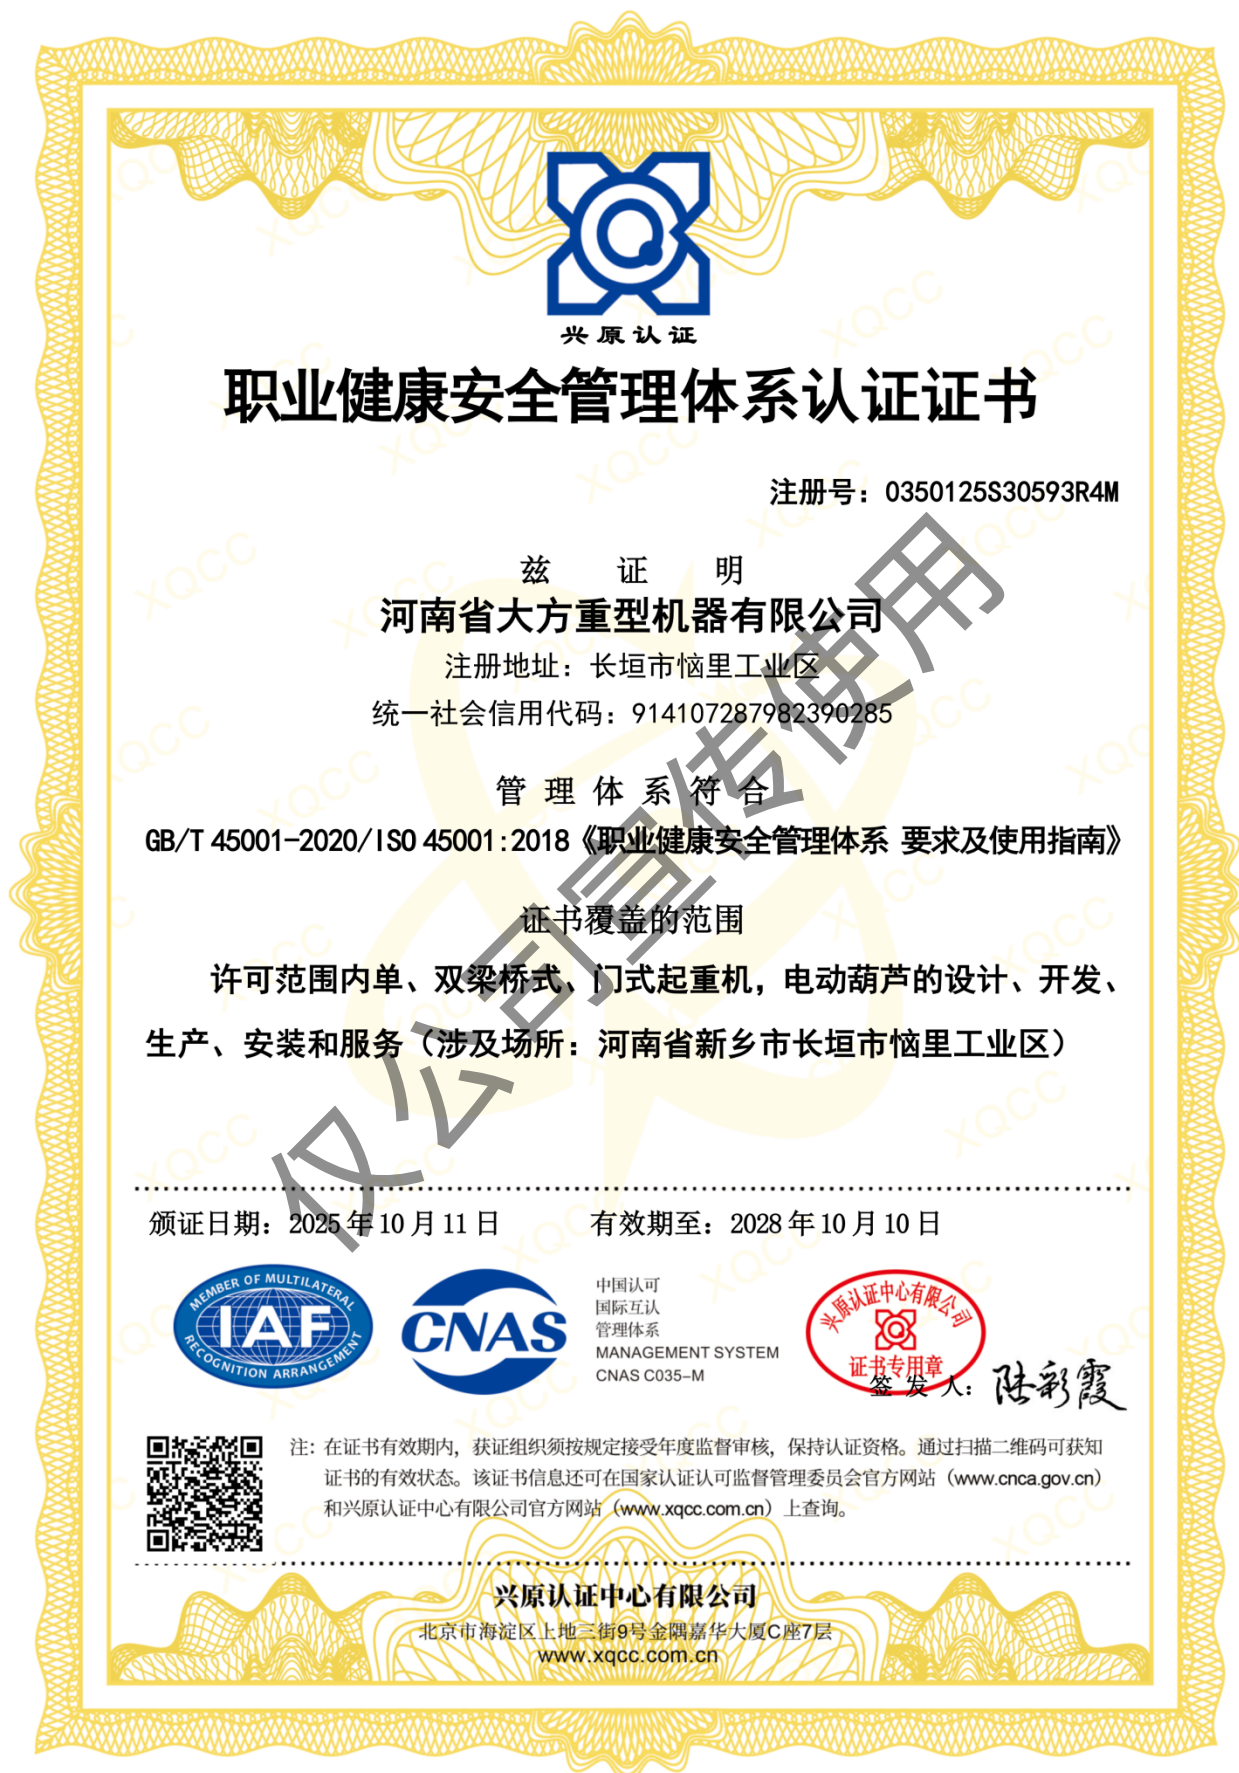 兴原认证
职业健康安全管理体系认证证书
注册号：0350125S30593R4M
兹 证 明
河南省大方重型机器有限公司
注册地址：长垣市恼里工业区
统一社会信用代码：914107287982390285
管理体系符合
GB/T 45001-2020/ISO 45001:2018《职业健康安全管理体系 要求及使用指南》
证书覆盖的范围
许可范围内单、双梁桥式、门式起重机，电动葫芦的设计、开发、
生产、安装和服务（涉及场所：河南省新乡市长垣市恼里工业区）
仅公司宣传使用
颁证日期：2025年10月11日 有效期至：2028年10月10日
MEMBER OF MULTILATERAL
IAF
RECOGNITION ARRANGEMENT
CNAS
中国认可
国际互认
管理体系
MANAGEMENT SYSTEM
CNAS C035-M
兴原认证中心有限公司
证书专用章
签 发 人：陆彩霞
注：在证书有效期内，获证组织须按规定接受年度监督审核，保持认证资格。通过扫描二维码可获知
证书的有效状态。该证书信息还可在国家认证认可监督管理委员会官方网站（www.cnca.gov.cn）
和兴原认证中心有限公司官方网站（www.xqcc.com.cn）上查询。
兴原认证中心有限公司
北京市海淀区上地三街9号金隅嘉华大厦C座7层
www.xqcc.com.cn
XQCC